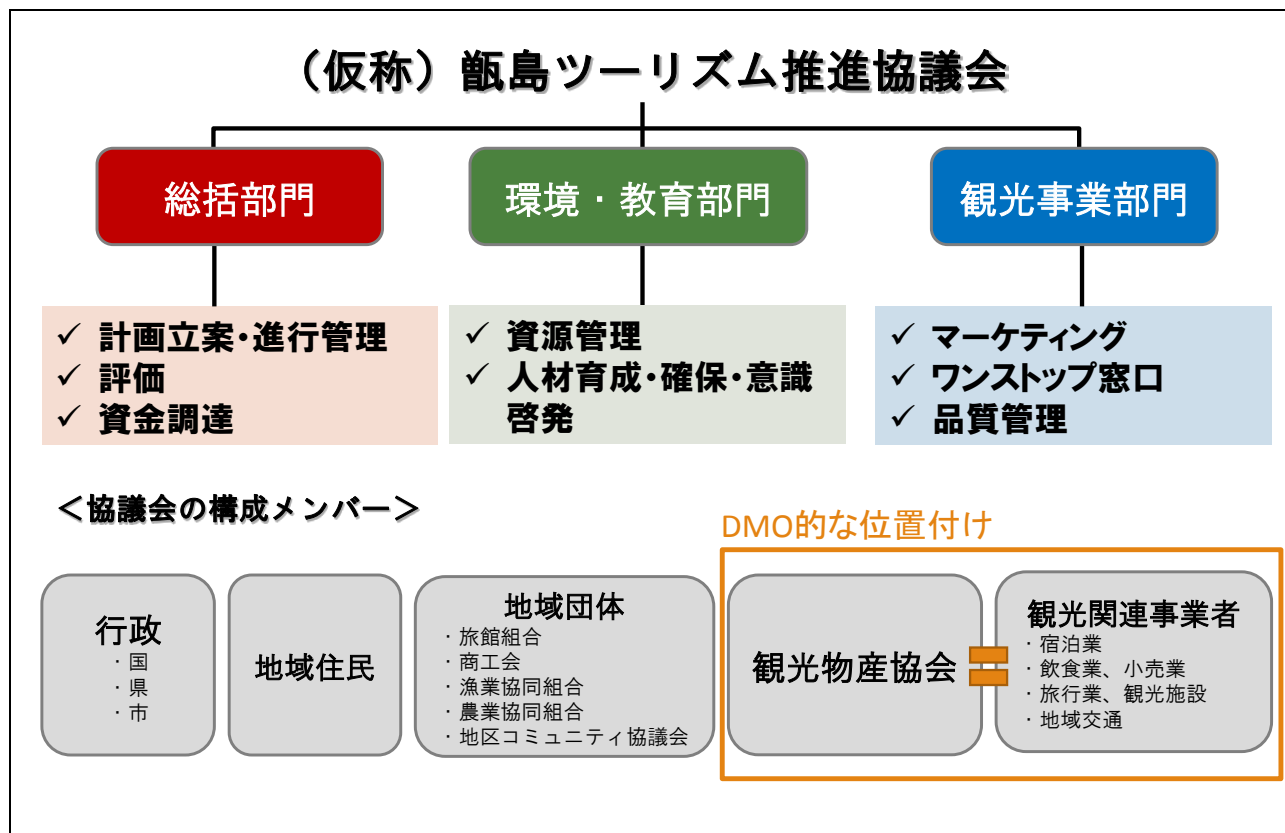 （仮称）甑島ツーリズム推進協議会
総括部門
環境・教育部門
観光事業部門
✓ 計画立案・進行管理
✓ 評価
✓ 資金調達
✓ 資源管理
✓ 人材育成・確保・意識
啓発
✓ マーケティング
✓ ワンストップ窓口
✓ 品質管理
＜協議会の構成メンバー＞
DMO的な位置付け
行政
・国
・県
・市
地域住民
地域団体
・旅館組合
・商工会
・漁業協同組合
・農業協同組合
・地区コミュニティ協議会
観光物産協会
観光関連事業者
・宿泊業
・飲食業、小売業
・旅行業、観光施設
・地域交通